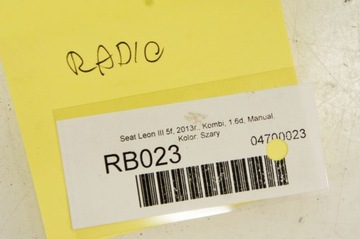 RADIO
Seat Leon III 5f, 2013r., Kombi, 1.6d, Manual,
Kolor: Szary
RB023
04700023